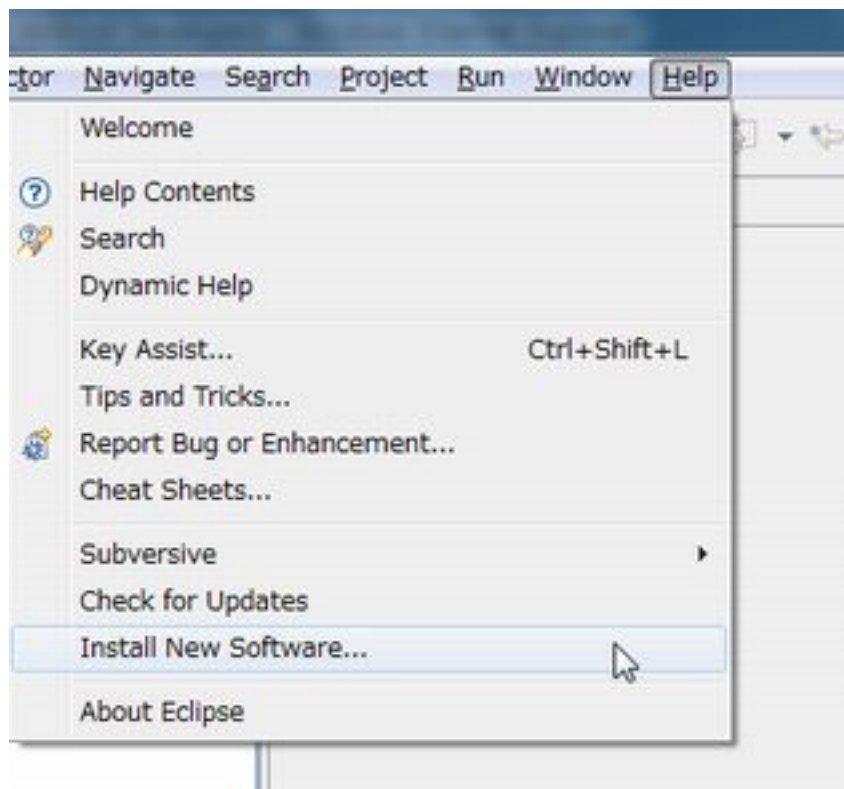 ctor Navigate Search Project Run Window Help
Welcome
Help Contents
Search
Dynamic Help
Key Assist... Ctrl+Shift+L
Tips and Tricks...
Report Bug or Enhancement...
Cheat Sheets...
Subversive
Check for Updates
Install New Software...
About Eclipse